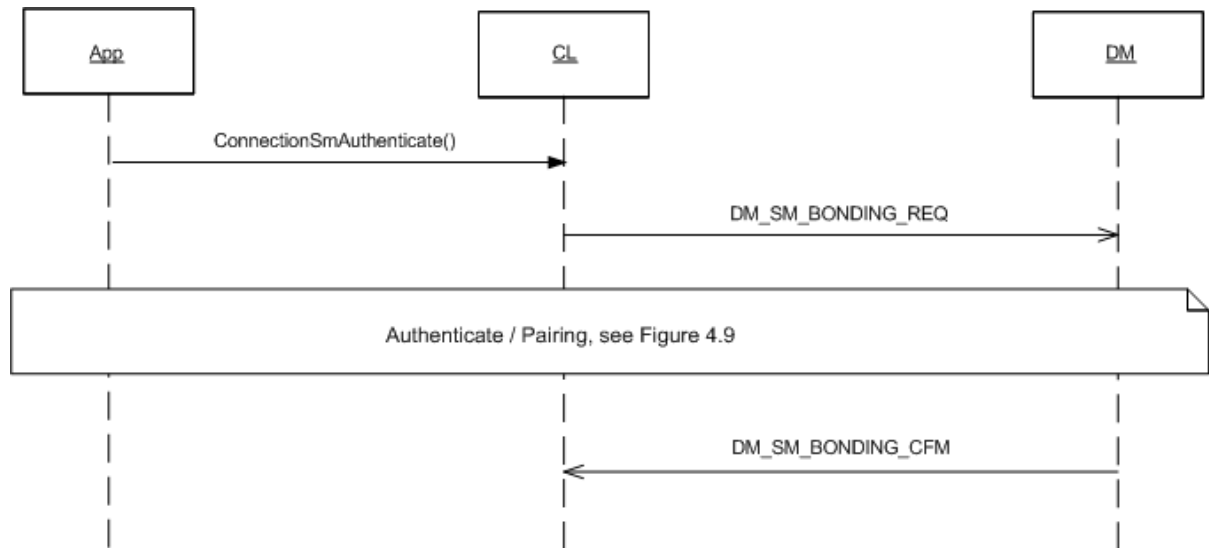 App
CL
DM
ConnectionSmAuthenticate()
DM_SM_BONDING_REQ
Authenticate / Pairing, see Figure 4.9
DM_SM_BONDING_CFM